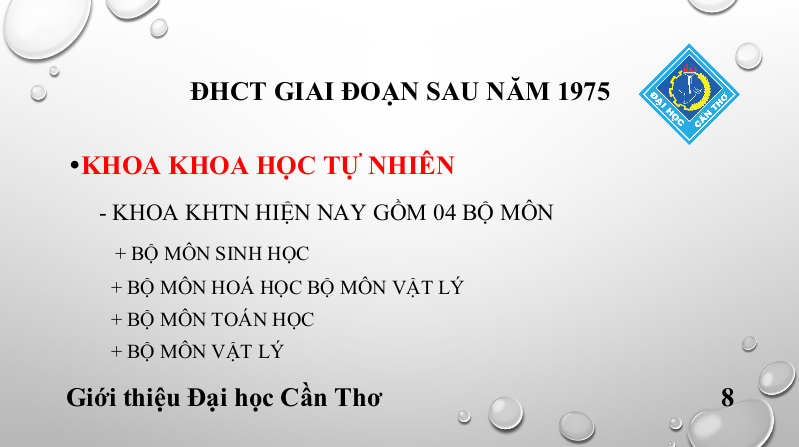 ĐHCT GIAI ĐOẠN SAU NĂM 1975
ĐẠI HỌC CẦN THƠ
•KHOA KHOA HỌC TỰ NHIÊN
- KHOA KHTN HIỆN NAY GỒM 04 BỘ MÔN
+ BỘ MÔN SINH HỌC
+ BỘ MÔN HOÁ HỌC BỘ MÔN VẬT LÝ
+ BỘ MÔN TOÁN HỌC
+ BỘ MÔN VẬT LÝ
Giới thiệu Đại học Cần Thơ 8